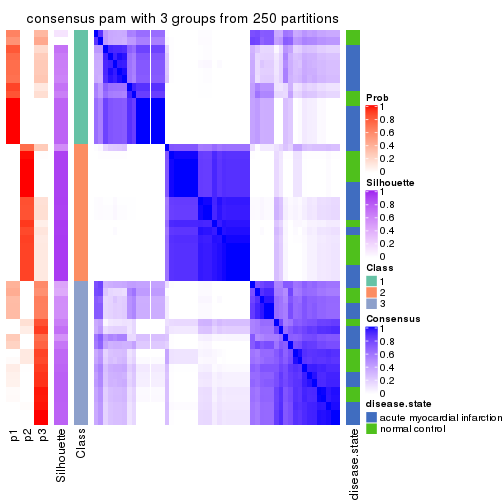 consensus pam with 3 groups from 250 partitions
Prob
1
0.8
0.6
0.4
0.2
0
Silhouette
1
0.8
0.6
0.4
0.2
0
Class
1
2
3
Consensus
1
0.8
0.6
0.4
0.2
0
disease.state
acute myocardial infarction
normal control
p1
p2
p3
Silhouette
Class
disease.state